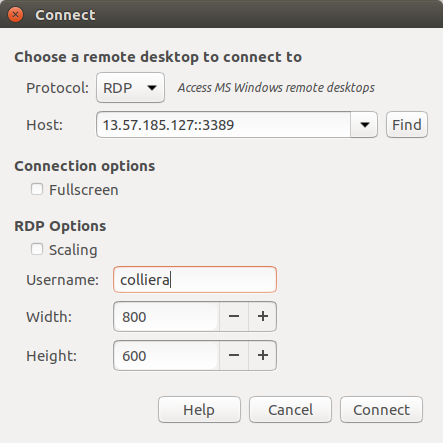 Connect
Choose a remote desktop to connect to
Protocol: RDP Access MS Windows remote desktops
Host: 13.57.185.127::3389 Find
Connection options
Fullscreen
RDP Options
Scaling
Username: colliera
Width: 800 − +
Height: 600 − +
Help Cancel Connect